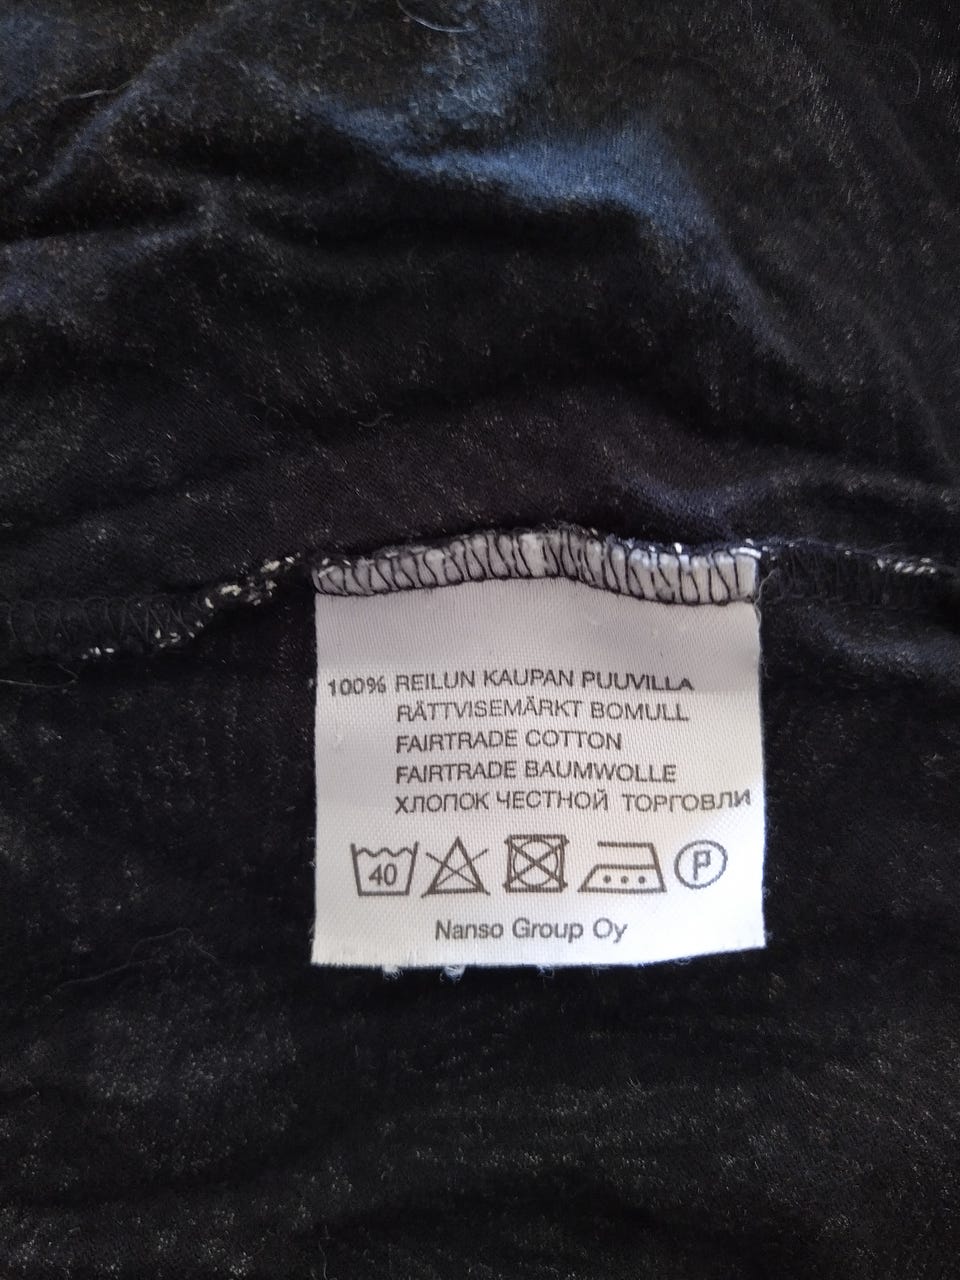 100% REILUN KAUPAN PUUVILLA
RÄTTVISEMÄRKT BOMULL
FAIRTRADE COTTON
FAIRTRADE BAUMWOLLE
ХЛОПОК ЧЕСТНОЙ ТОРГОВЛИ
40 P
Nanso Group Oy